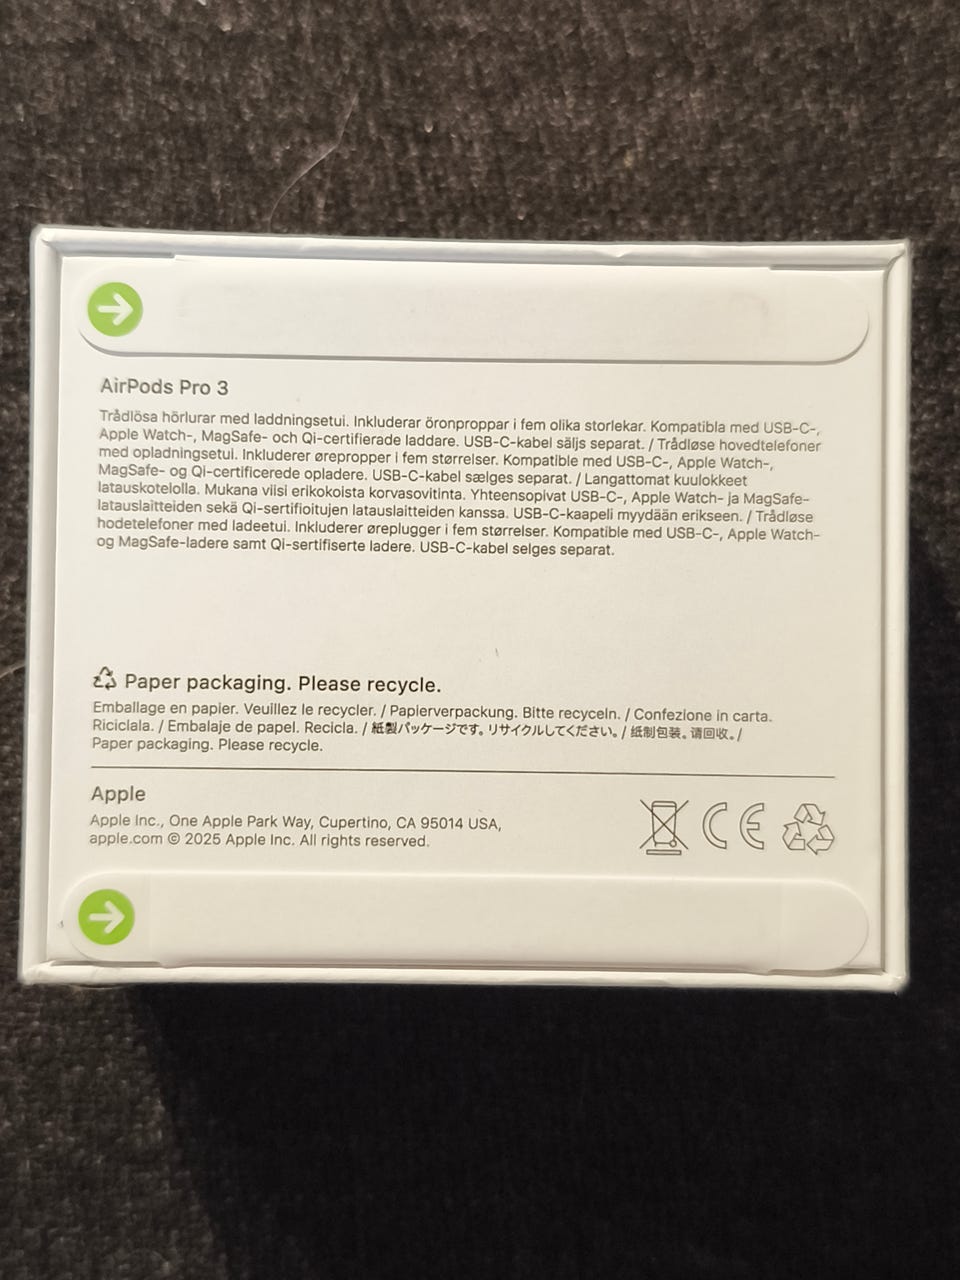 AirPods Pro 3
Trådlösa hörlurar med laddningsetui. Inkluderar öronproppar i fem olika storlekar. Kompatibla med USB-C-,
Apple Watch-, MagSafe- och Qi-certifierade laddare. USB-C-kabel säljs separat. / Trådløse hovedtelefoner
med opladningsetui. Inkluderer ørepropper i fem størrelser. Kompatible med USB-C-, Apple Watch-,
MagSafe- og Qi-certificerede opladere. USB-C-kabel sælges separat. / Langattomat kuulokkeet
latauskotelolla. Mukana viisi erikokoista korvasovitinta. Yhteensopivat USB-C-, Apple Watch- ja MagSafe-
latauslaitteiden sekä Qi-sertifioitujen latauslaitteiden kanssa. USB-C-kaapeli myydään erikseen. / Trådløse
hodetelefoner med ladeetui. Inkluderer øreplugger i fem størrelser. Kompatible med USB-C-, Apple Watch-
og MagSafe-ladere samt Qi-sertifiserte ladere. USB-C-kabel selges separat.
Paper packaging. Please recycle.
Emballage en papier. Veuillez le recycler. / Papierverpackung. Bitte recyceln. / Confezione in carta.
Riciclala. / Embalaje de papel. Recicla. / 紙製パッケージです。リサイクルしてください。/ 纸制包装。请回收。/
Paper packaging. Please recycle.
Apple
Apple Inc., One Apple Park Way, Cupertino, CA 95014 USA,
apple.com © 2025 Apple Inc. All rights reserved.
CE